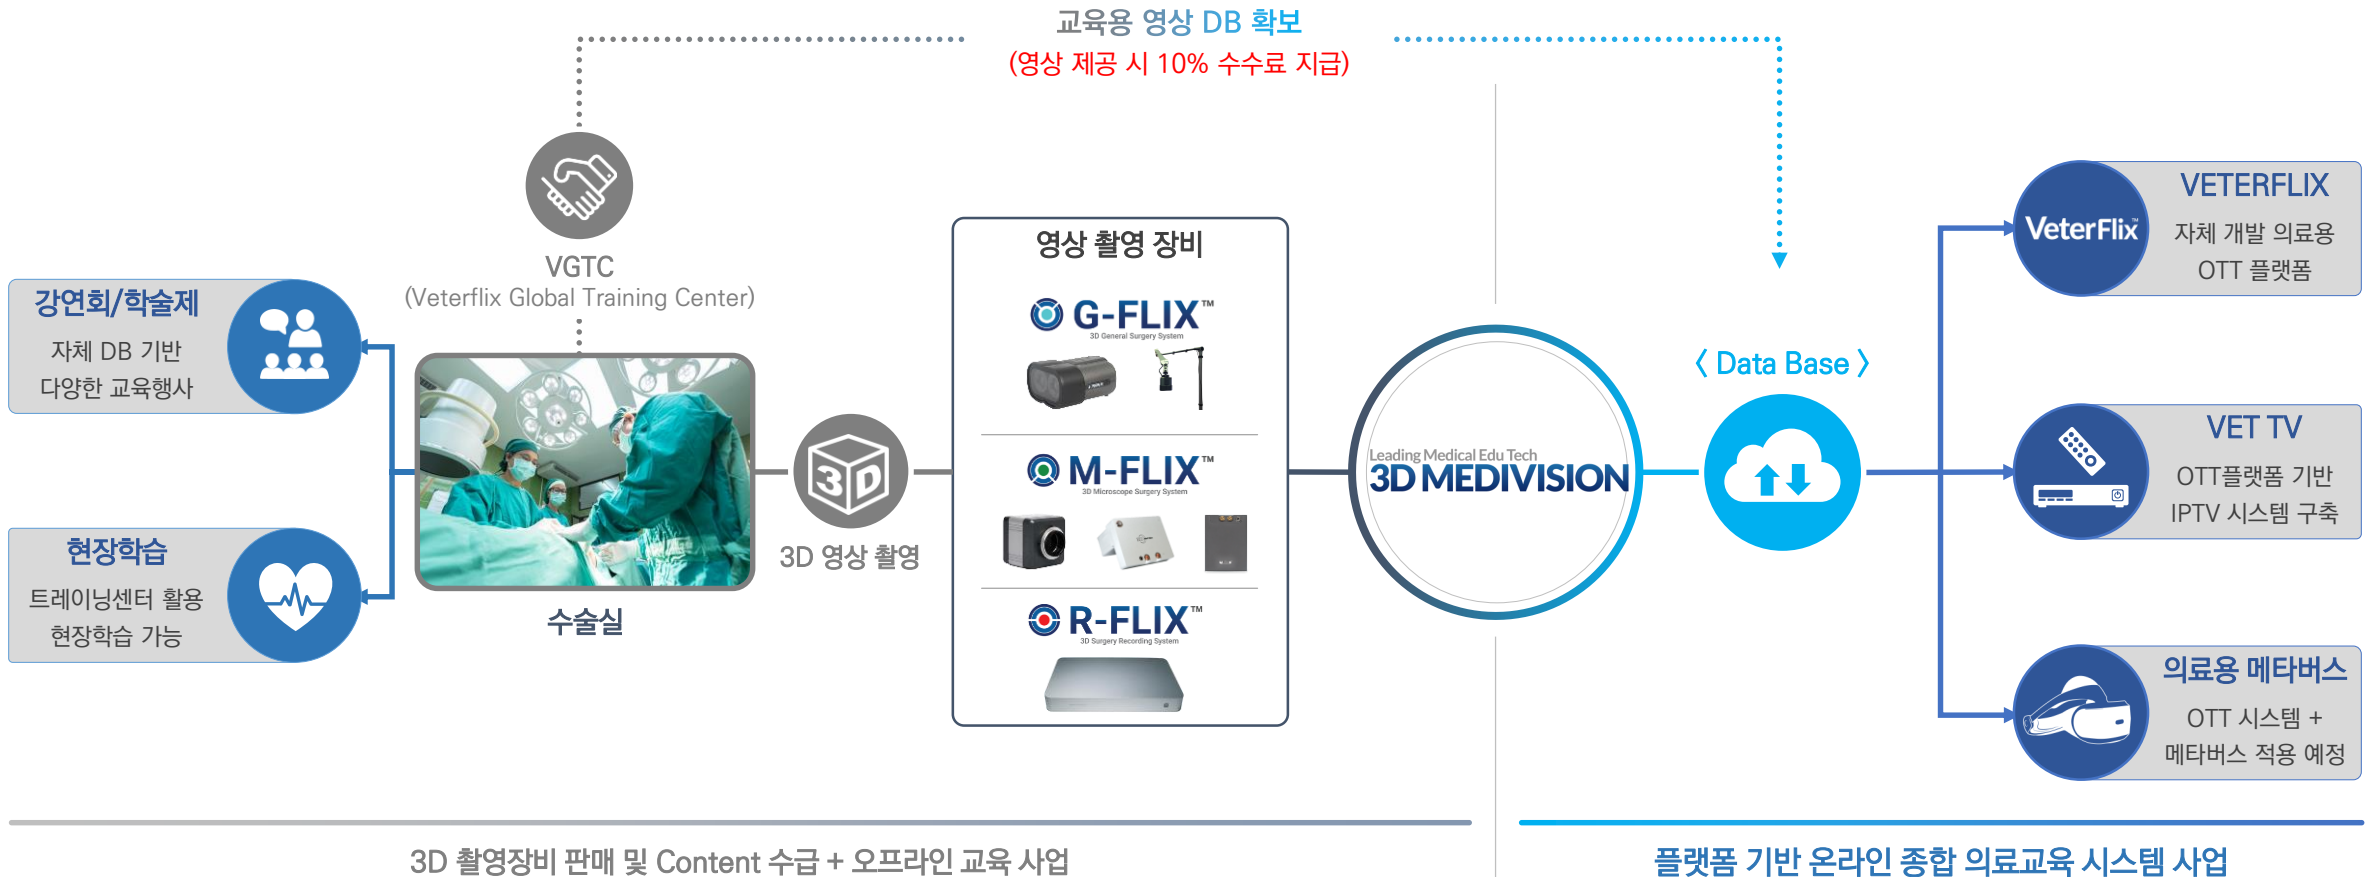 교육용 영상 DB 확보
(영상 제공 시 10% 수수료 지급)
VGTC
(Veterflix Global Training Center)
강연회/학술제
자체 DB 기반
다양한 교육행사
현장학습
트레이닝센터 활용
현장학습 가능
수술실
3D
3D 영상 촬영
영상 촬영 장비
G-FLIX™
3D General Surgery System
M-FLIX™
3D Microscope Surgery System
R-FLIX™
3D Surgery Recording System
Leading Medical Edu Tech
3D MEDIVISION
〈 Data Base 〉
VeterFlix™
VETERFLIX
자체 개발 의료용
OTT 플랫폼
VET TV
OTT플랫폼 기반
IPTV 시스템 구축
의료용 메타버스
OTT 시스템 +
메타버스 적용 예정
3D 촬영장비 판매 및 Content 수급 + 오프라인 교육 사업
플랫폼 기반 온라인 종합 의료교육 시스템 사업